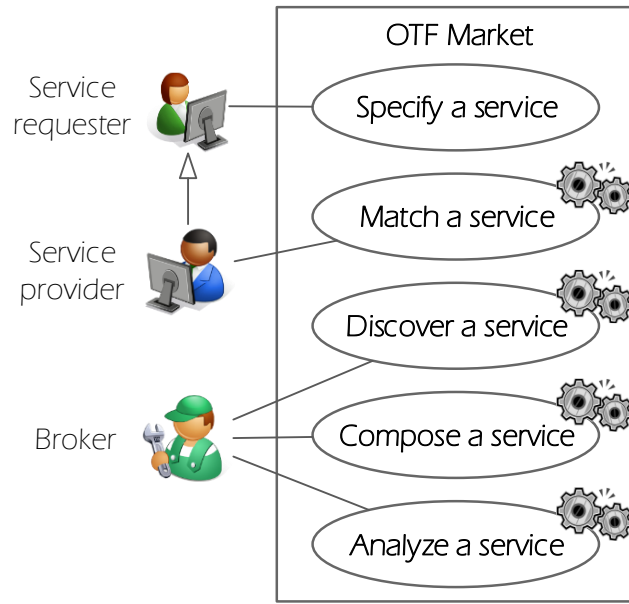 OTF Market
Service
requester
Specify a service
Match a service
Service
provider
Discover a service
Broker
Compose a service
Analyze a service